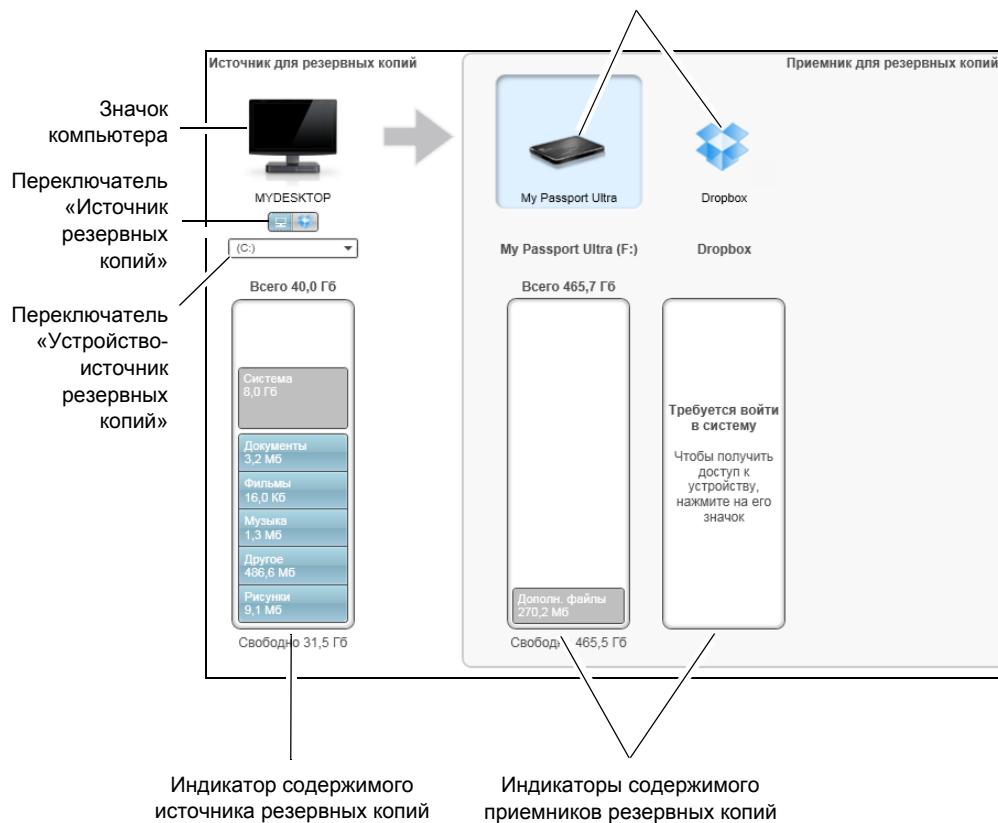 Источник для резервных копий
Приемник для резервных копий
Значок
компьютера
MYDESKTOP
My Passport Ultra
Dropbox
Переключатель
«Источник
резервных
копий»
(C:)
My Passport Ultra (F:)
Dropbox
Всего 40,0 Гб
Всего 465,7 Гб
Переключатель
«Устройство-
источник
резервных
копий»
Система
8,0 Гб
Документы
3,2 Мб
Фильмы
16,0 Кб
Музыка
1,3 Мб
Другое
486,6 Мб
Рисунки
9,1 Мб
Свободно 31,5 Гб
Дополн. файлы
270,2 Мб
Свободно 465,5 Гб
Требуется войти
в систему
Чтобы получить
доступ к
устройству,
нажмите на его
значок
Индикатор содержимого
источника резервных копий
Индикаторы содержимого
приемников резервных копий